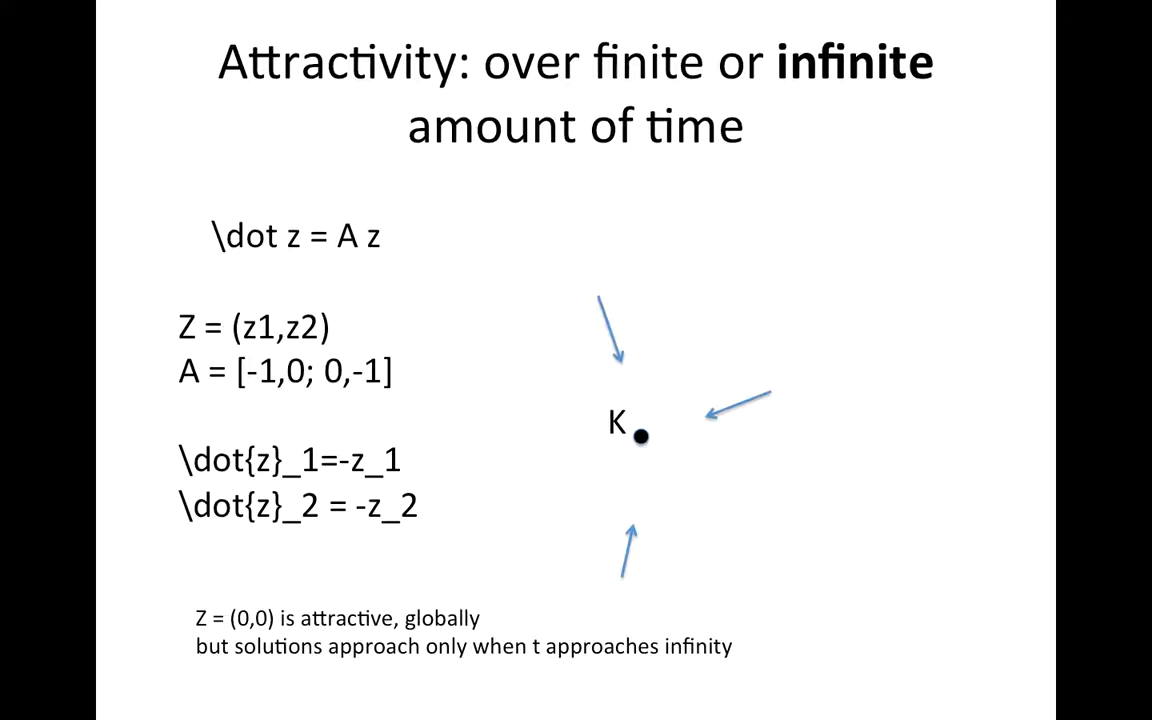 Attractivity: over finite or infinite
amount of time
\dot z = A z
Z = (z1,z2)
A = [-1,0; 0,-1]
\dot{z}_1=-z_1
\dot{z}_2 = -z_2
K
Z = (0,0) is attractive, globally
but solutions approach only when t approaches infinity